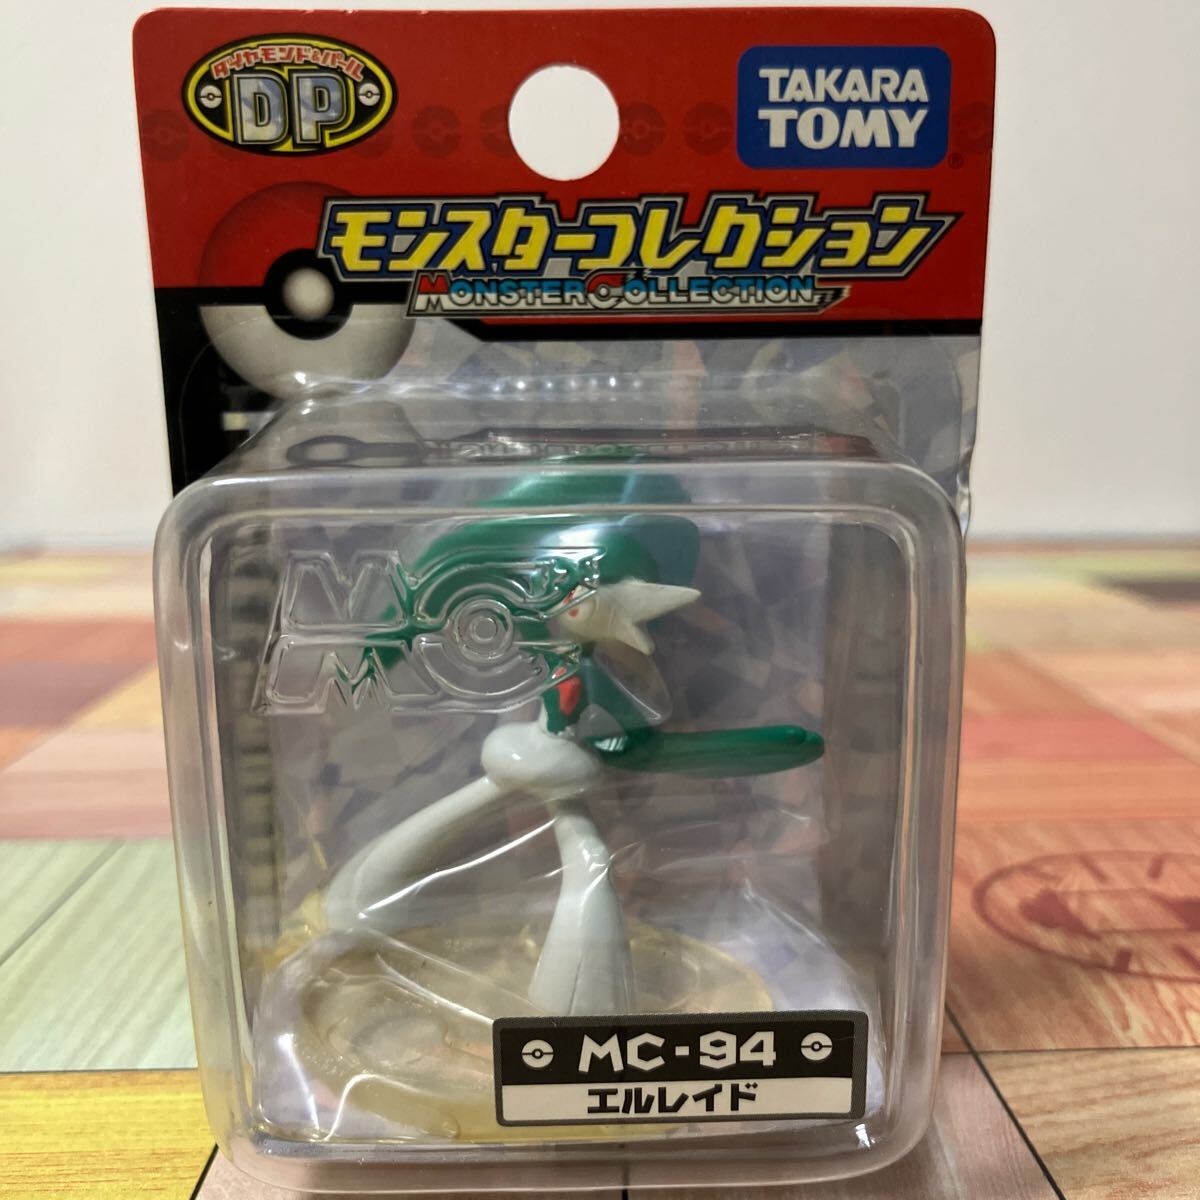 ダイヤモンド&パール
DP
TAKARA
TOMY
®
モンスターコレクション
MONSTER COLLECTION
MC
MC-94
エルレイド